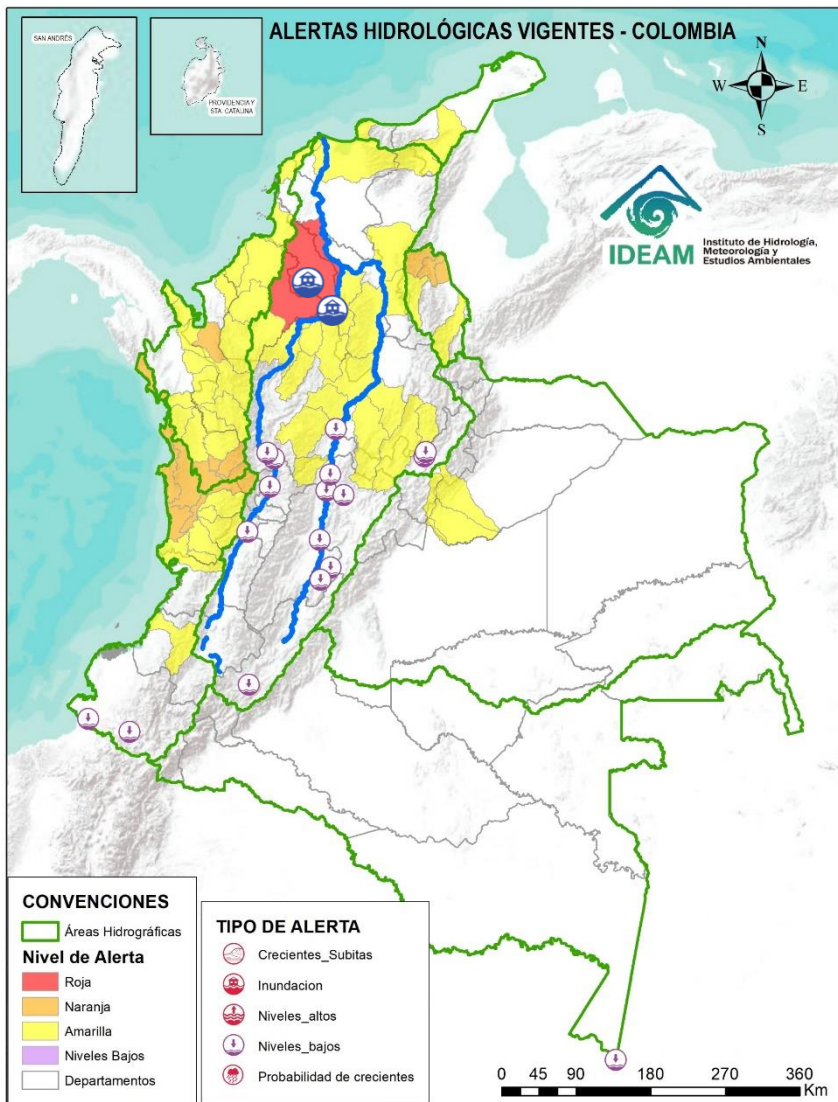 SAN ANDRÉS
PROVIDENCIA Y
STA. CATALINA
ALERTAS HIDROLÓGICAS VIGENTES - COLOMBIA
N
W
E
S
IDEAM
Instituto de Hidrología,
Meteorología y
Estudios Ambientales
CONVENCIONES
Áreas Hidrográficas
Nivel de Alerta
Roja
Naranja
Amarilla
Niveles Bajos
Departamentos
TIPO DE ALERTA
Crecientes_Subitas
Inundacion
Niveles_altos
Niveles_bajos
Probabilidad de crecientes
0 45 90 180 270 360
Km